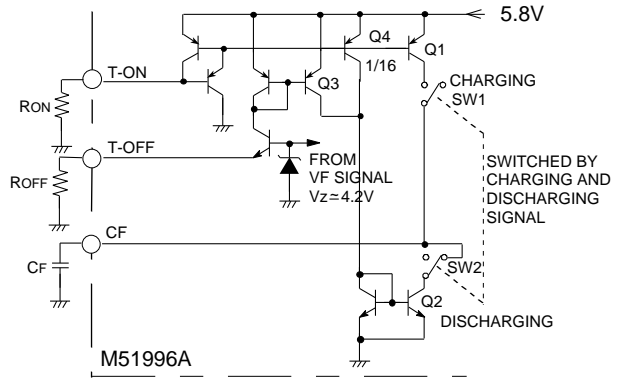 5.8V
Q4
Q1
T-ON
1/16
Q3
CHARGING
RON
SW1
T-OFF
FROM
VF SIGNAL
Vz≃4.2V
SWITCHED BY
CHARGING AND
DISCHARGING
SIGNAL
ROFF
CF
SW2
CF
Q2
DISCHARGING
M51996A